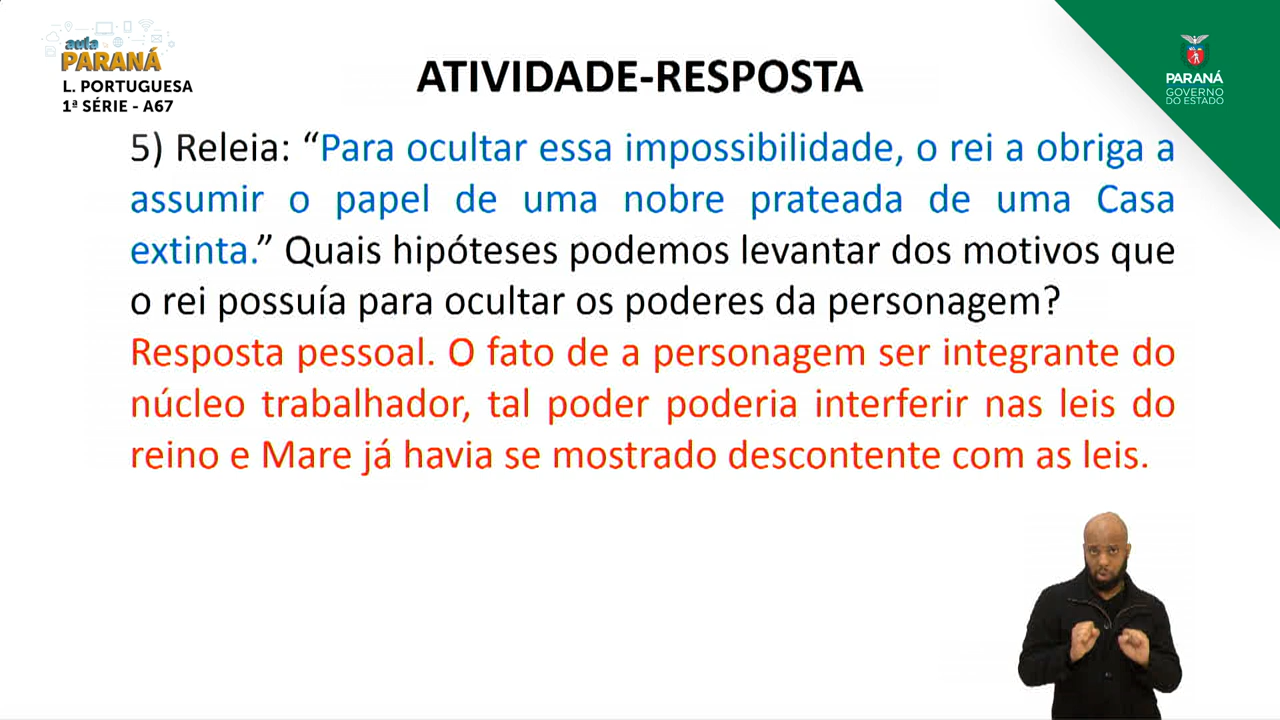 aula
PARANÁ
L. PORTUGUESA
1ª SÉRIE - A67
ATIVIDADE-RESPOSTA
PARANÁ
GOVERNO
DO ESTADO
5) Releia: “Para ocultar essa impossibilidade, o rei a obriga a
assumir o papel de uma nobre prateada de uma Casa
extinta.” Quais hipóteses podemos levantar dos motivos que
o rei possuía para ocultar os poderes da personagem?
Resposta pessoal. O fato de a personagem ser integrante do
núcleo trabalhador, tal poder poderia interferir nas leis do
reino e Mare já havia se mostrado descontente com as leis.